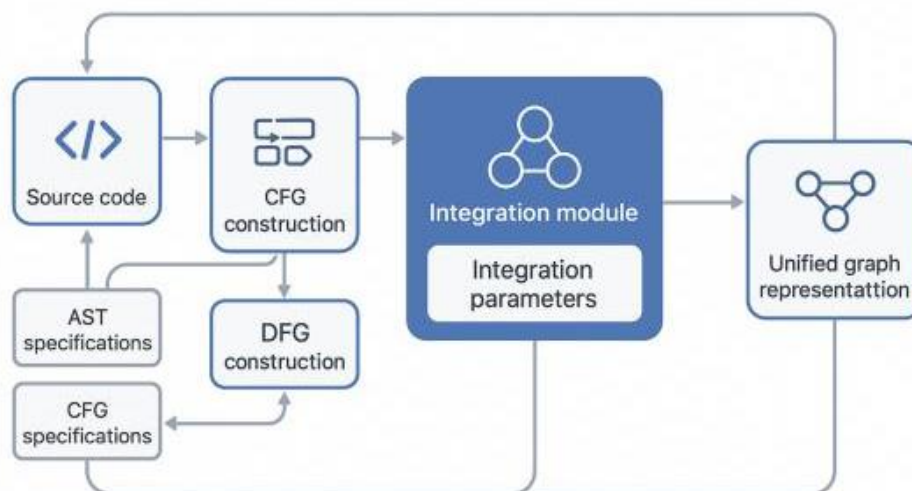 </>
Source code
CFG
construction
Integration module
Integration
parameters
Unified graph
representattion
AST
specifications
DFG
construction
CFG
specifications